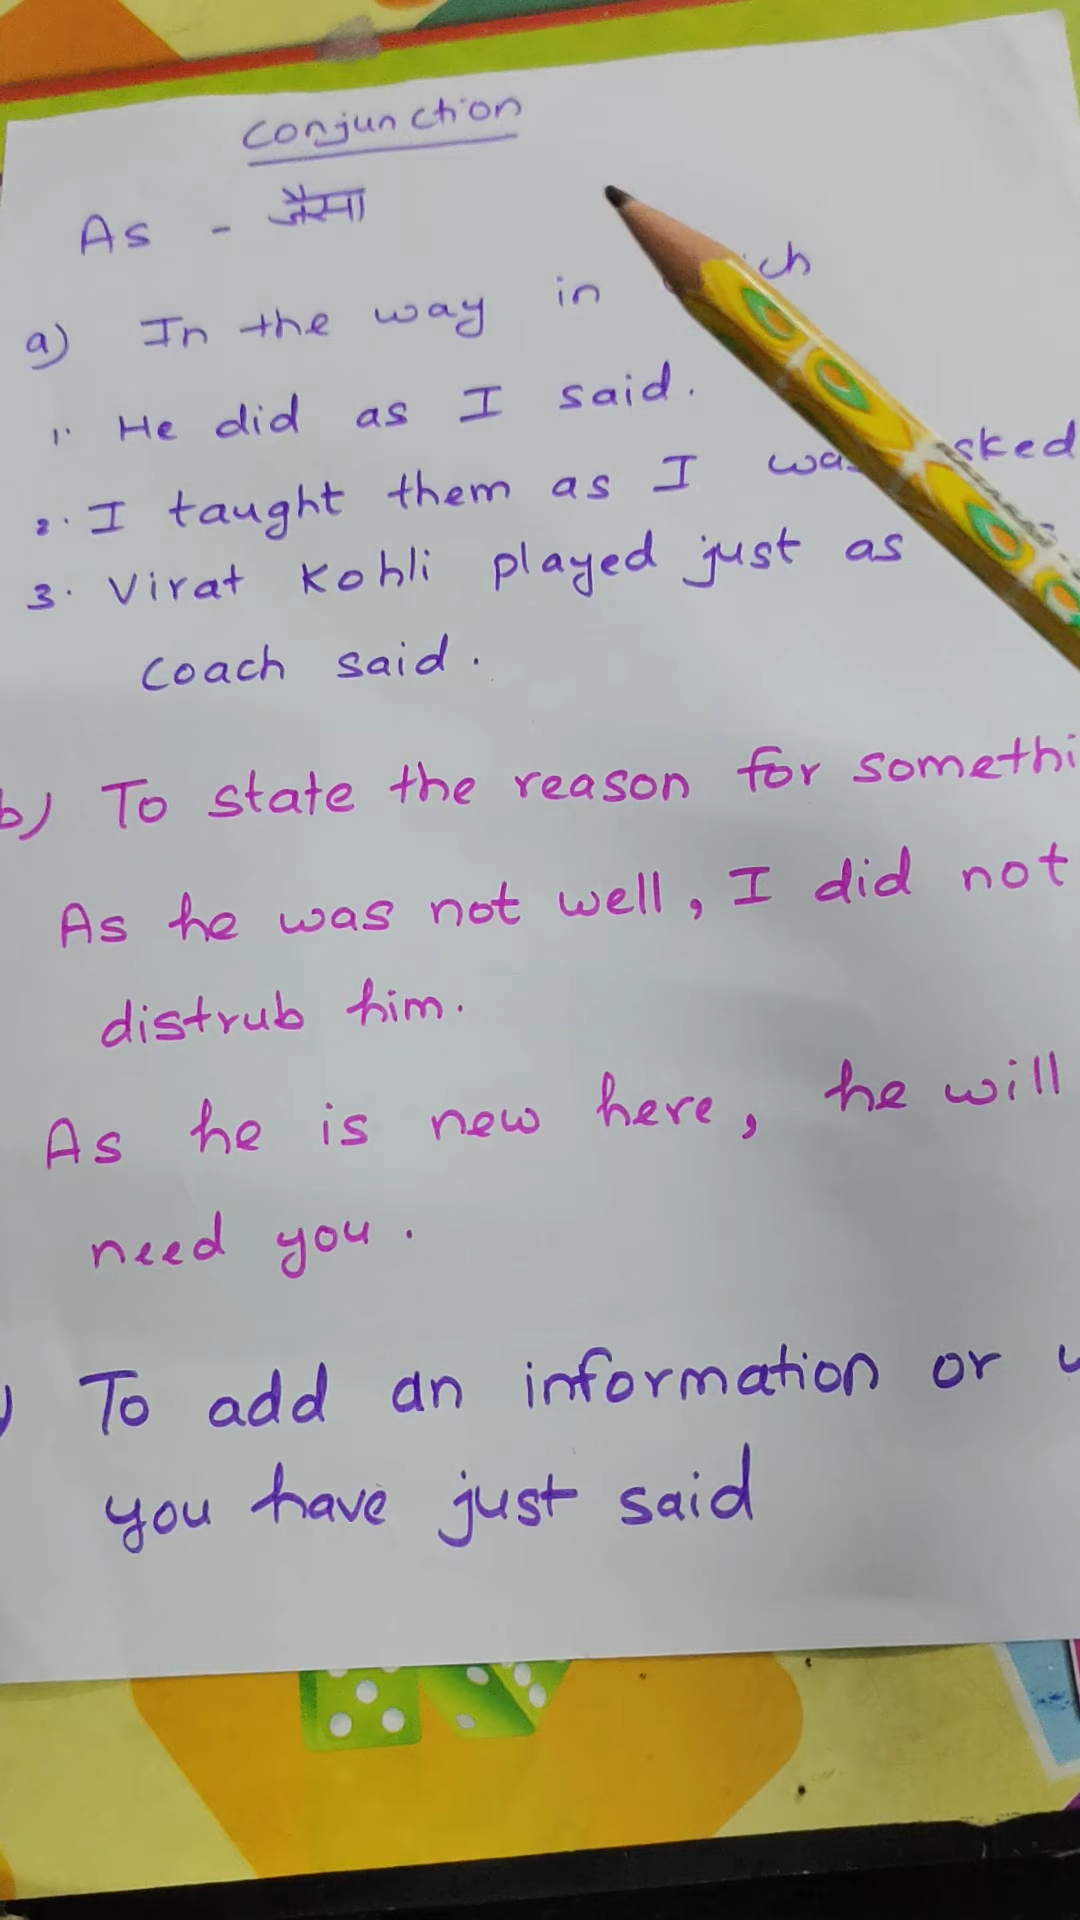 Conjunction
As - जैसा
a) In the way in
1. He did as I said.
2. I taught them as I
3. Virat Kohli played just as
coach said.
b) To state the reason for
As he was not well, I did not
distrub him.
As he is new here, he will
need you.
To add an information or
you have just said